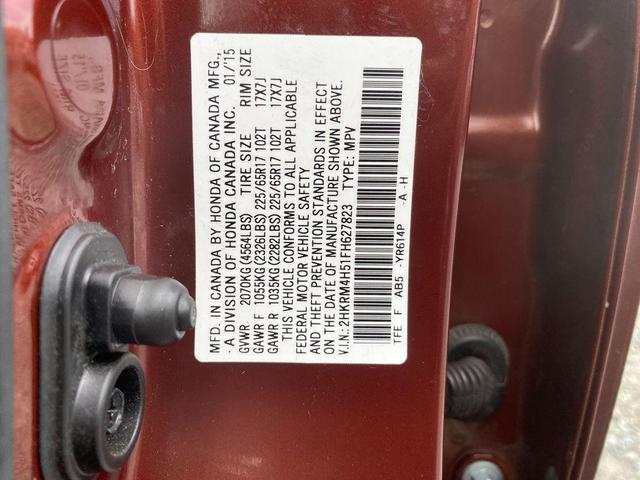 MFD. IN CANADA BY HONDA OF CANADA MFG.,
- A DIVISION OF HONDA CANADA INC. 01/15
GVWR 2070KG (4564LBS) TIRE SIZE RIM SIZE
GAWR F 1055KG (2326LBS) 225/65R17 102T 17X7J
GAWR R 1035KG (2282LBS) 225/65R17 102T 17X7J
THIS VEHICLE CONFORMS TO ALL APPLICABLE
FEDERAL MOTOR VEHICLE SAFETY
AND THEFT PREVENTION STANDARDS IN EFFECT
ON THE DATE OF MANUFACTURE SHOWN ABOVE.
V.I.N.: 2HKRM4H51FH627823 TYPE: MPV
TFE F AB5 -YR614P -A -H